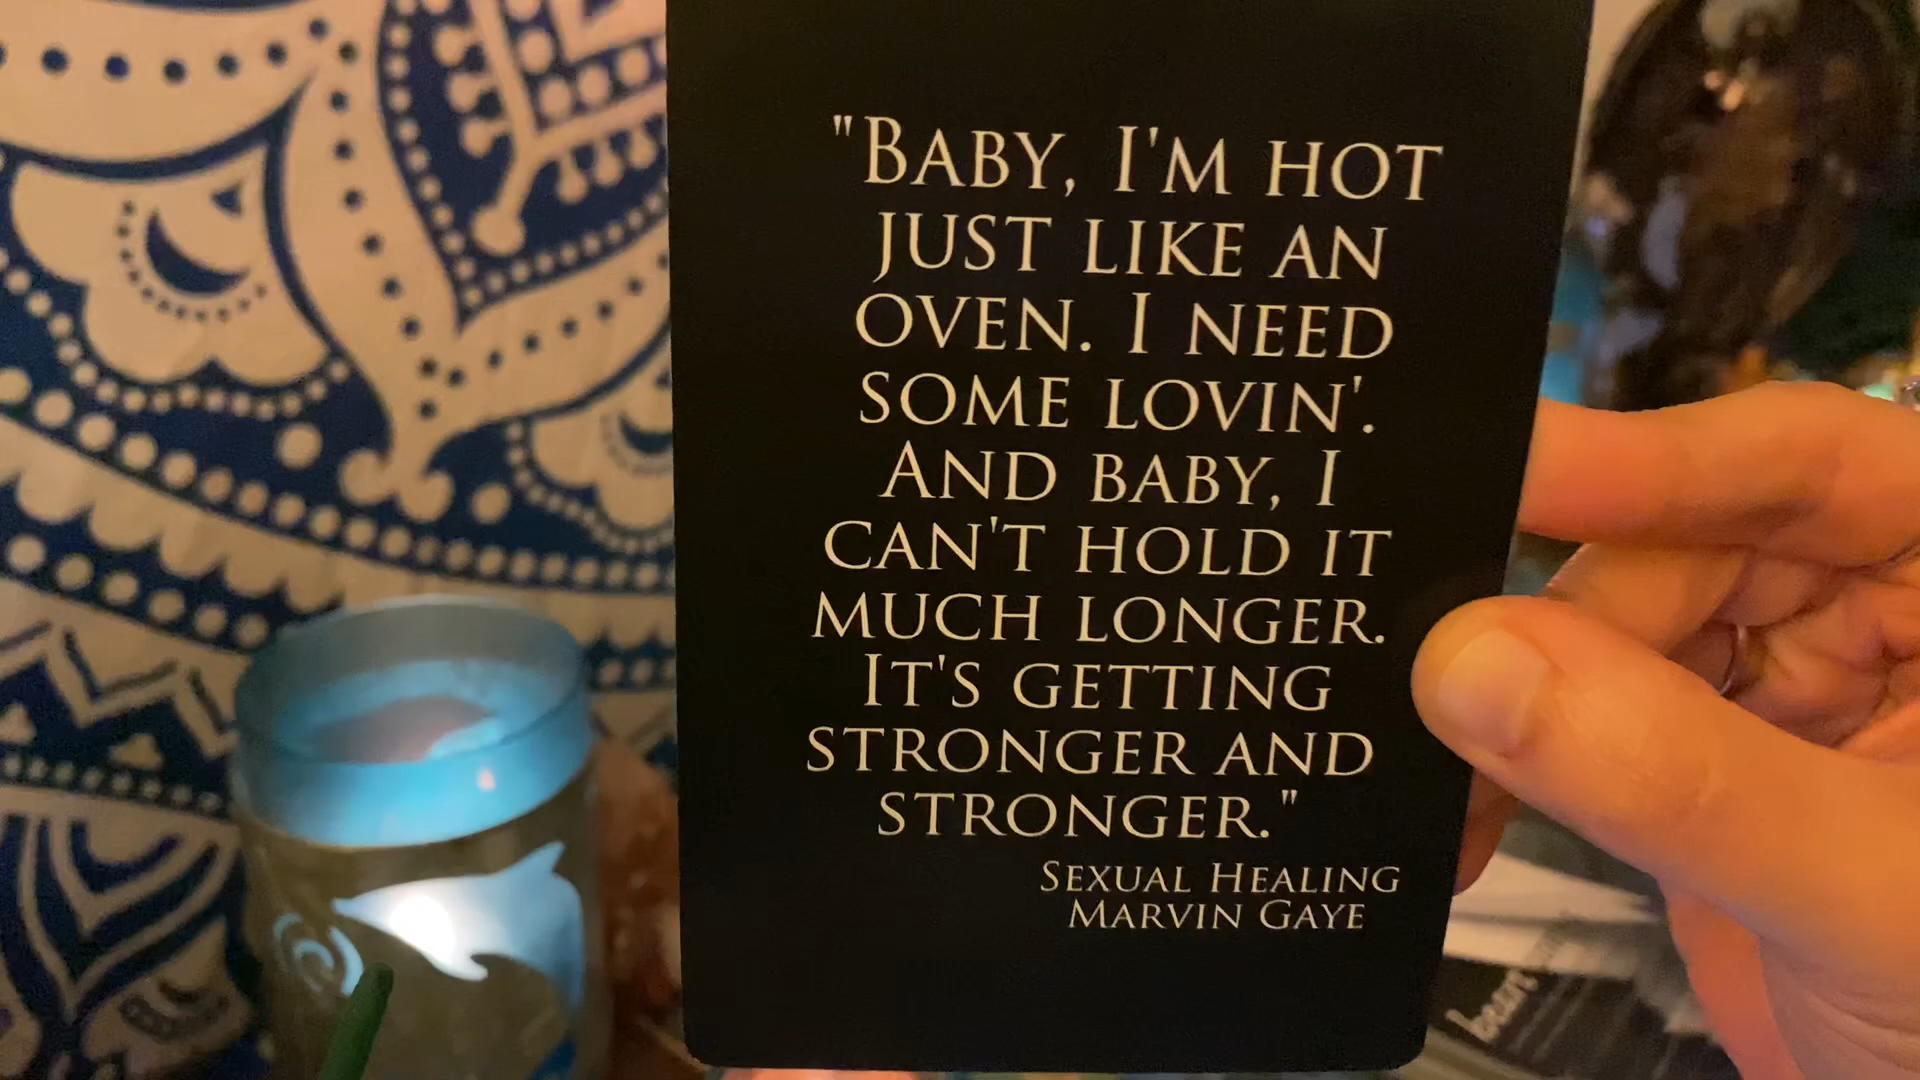 "Baby, I'm hot
just like an
oven. I need
some lovin'.
And baby, I
can't hold it
much longer.
It's getting
stronger and
stronger."
Sexual Healing
Marvin Gaye
been